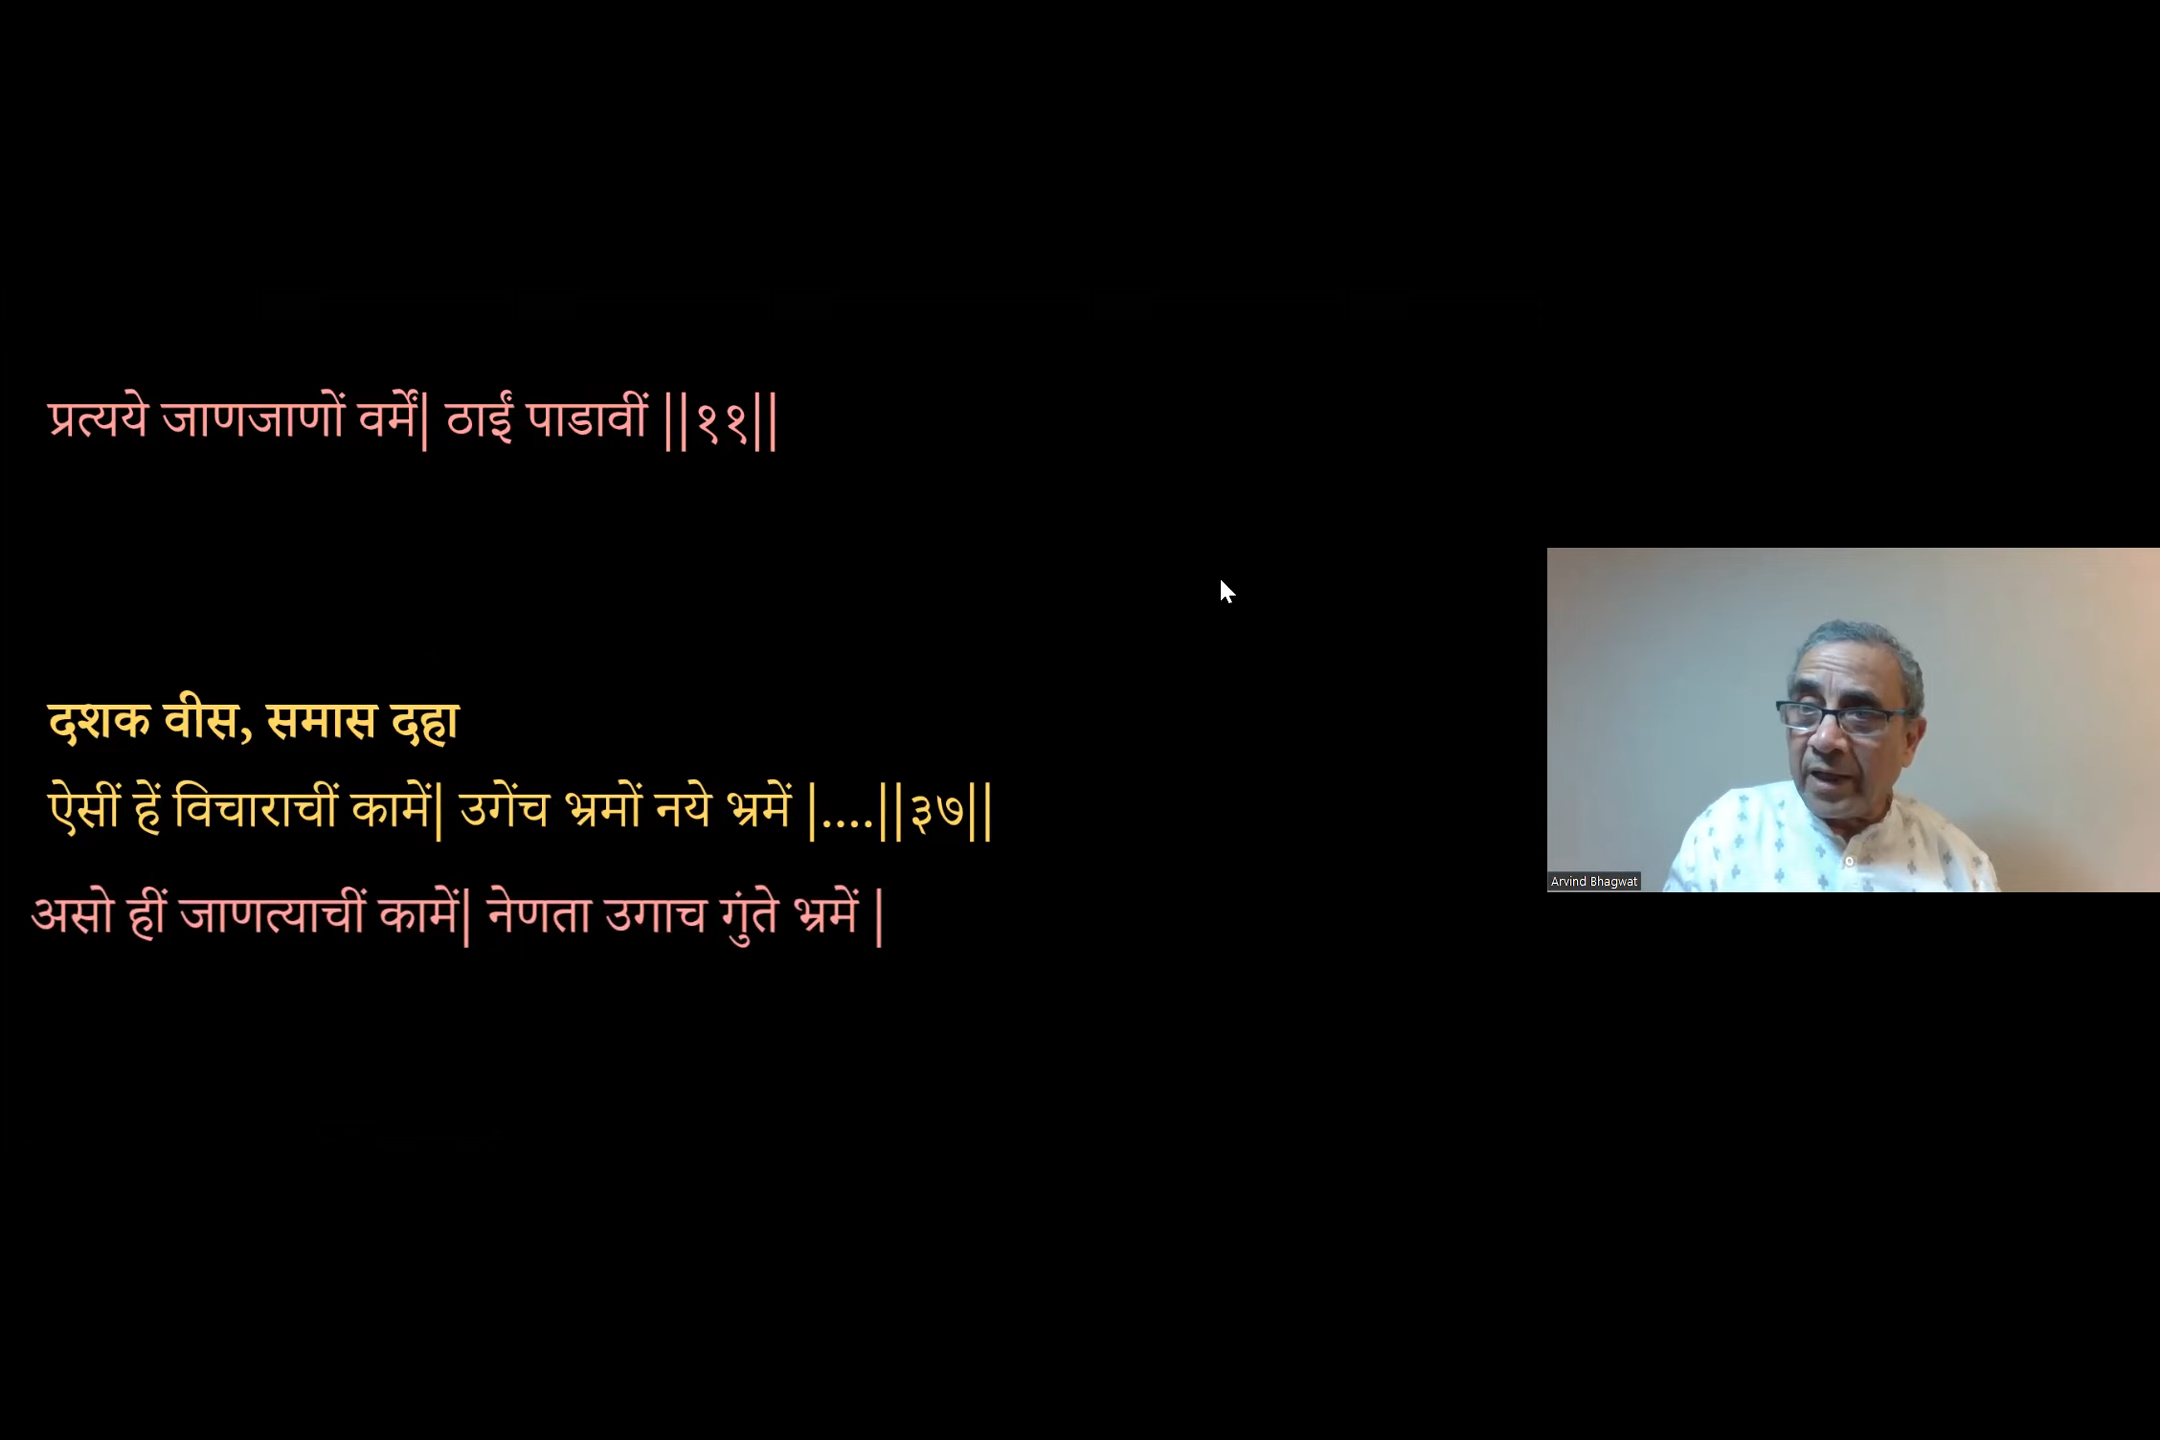 प्रत्यये जाणजाणों वर्में| ठाईं पाडावीं ||११||
दशक वीस, समास दहा
ऐसीं हें विचाराचीं कामें| उगेंच भ्रमों नये भ्रमें |....||३७||
असो हीं जाणत्याचीं कामें| नेणता उगाच गुंते भ्रमें |
Arvind Bhagwat